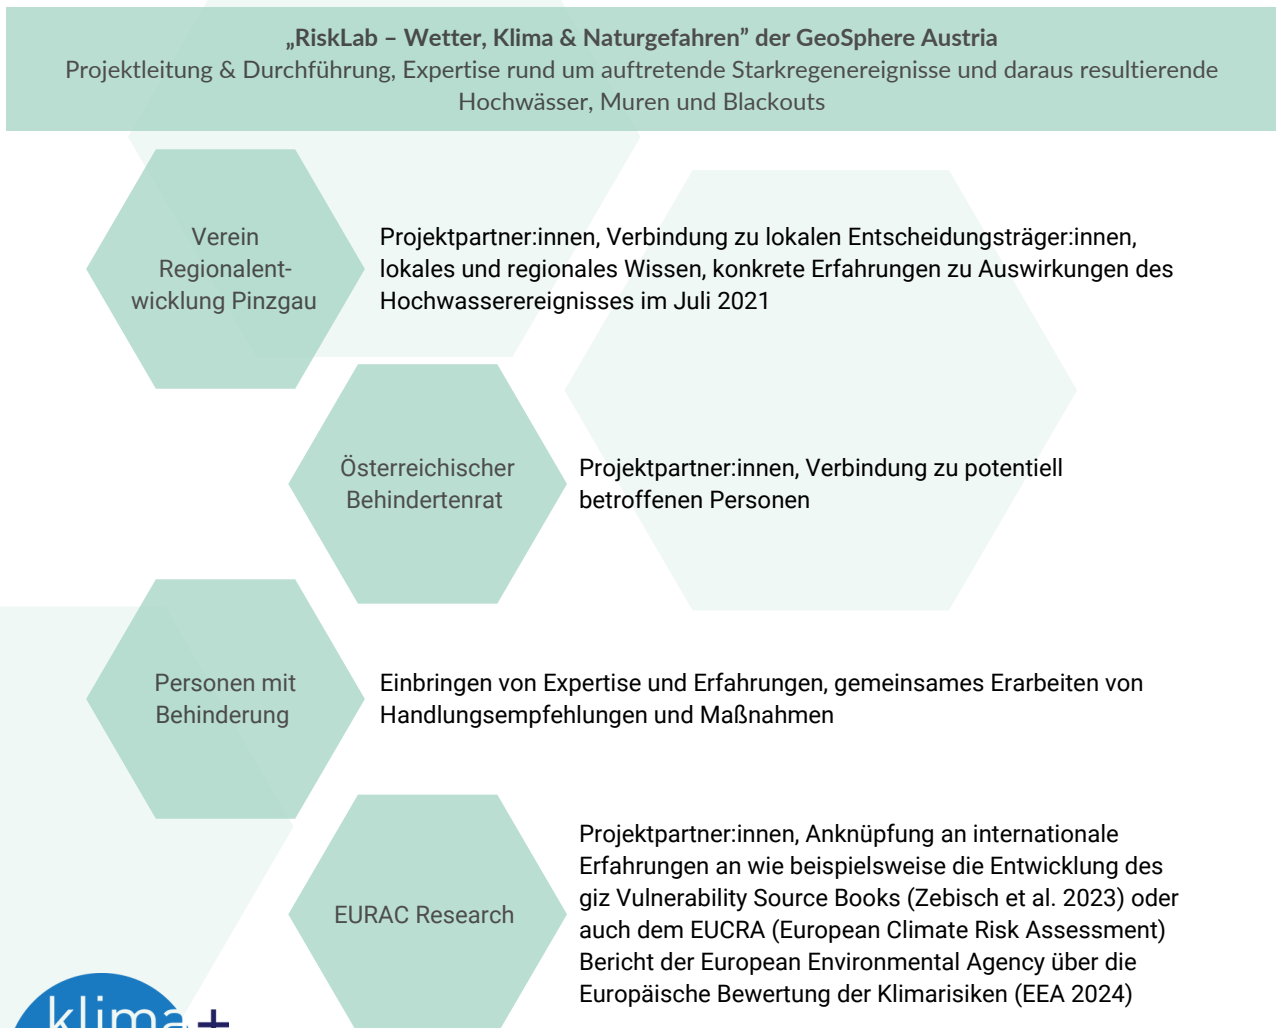 „RiskLab – Wetter, Klima & Naturgefahren” der GeoSphere Austria
Projektleitung & Durchführung, Expertise rund um auftretende Starkregenereignisse und daraus resultierende
Hochwässer, Muren und Blackouts
Verein
Regionalent-
wicklung Pinzgau
Projektpartner:innen, Verbindung zu lokalen Entscheidungsträger:innen,
lokales und regionales Wissen, konkrete Erfahrungen zu Auswirkungen des
Hochwasserereignisses im Juli 2021
Österreichischer
Behindertenrat
Projektpartner:innen, Verbindung zu potentiell
betroffenen Personen
Personen mit
Behinderung
Einbringen von Expertise und Erfahrungen, gemeinsames Erarbeiten von
Handlungsempfehlungen und Maßnahmen
EURAC Research
Projektpartner:innen, Anknüpfung an internationale
Erfahrungen an wie beispielsweise die Entwicklung des
giz Vulnerability Source Books (Zebisch et al. 2023) oder
auch dem EUCRA (European Climate Risk Assessment)
Bericht der European Environmental Agency über die
Europäische Bewertung der Klimarisiken (EEA 2024)
klima+